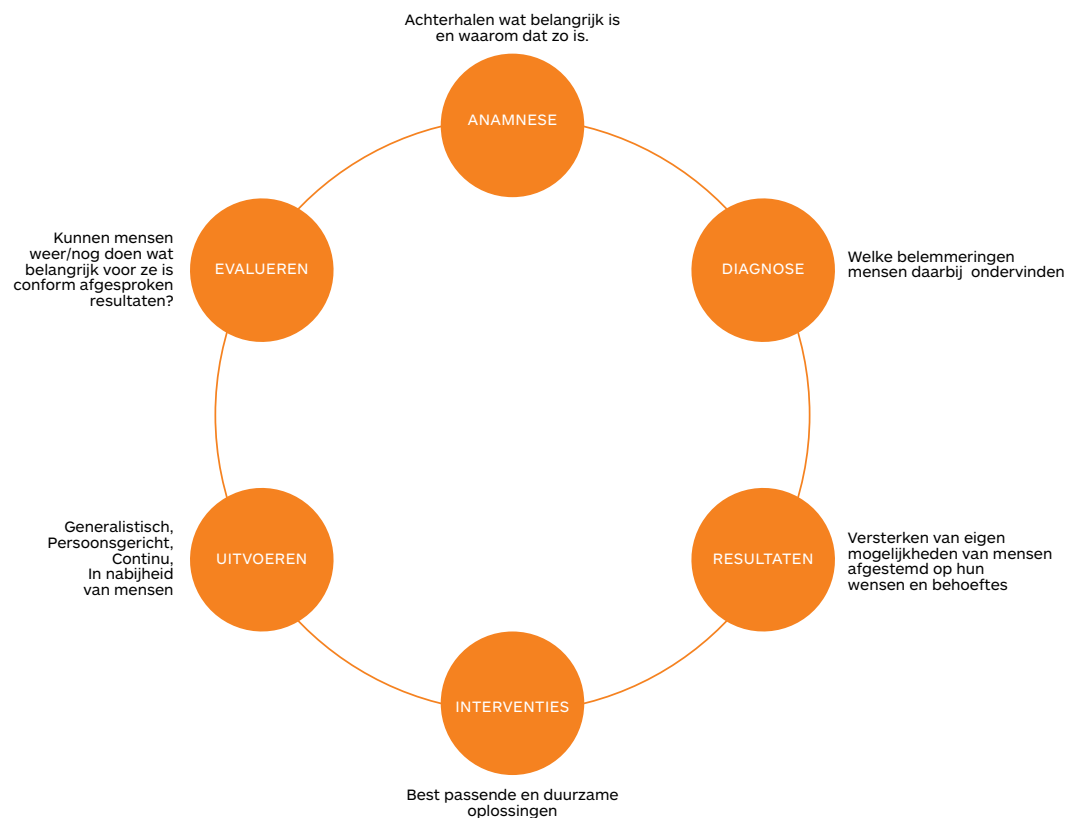 Achterhalen wat belangrijk is
en waarom dat zo is.
ANAMNESE
DIAGNOSE
Welke belemmeringen
mensen daarbij  ondervinden
RESULTATEN
Versterken van eigen
mogelijkheden van mensen
afgestemd op hun
wensen en behoeftes
INTERVENTIES
Best passende en duurzame
oplossingen
UITVOEREN
Generalistisch,
Persoonsgericht,
Continu,
In nabijheid
van mensen
EVALUEREN
Kunnen mensen
weer/nog doen wat
belangrijk voor ze is
conform afgesproken
resultaten?